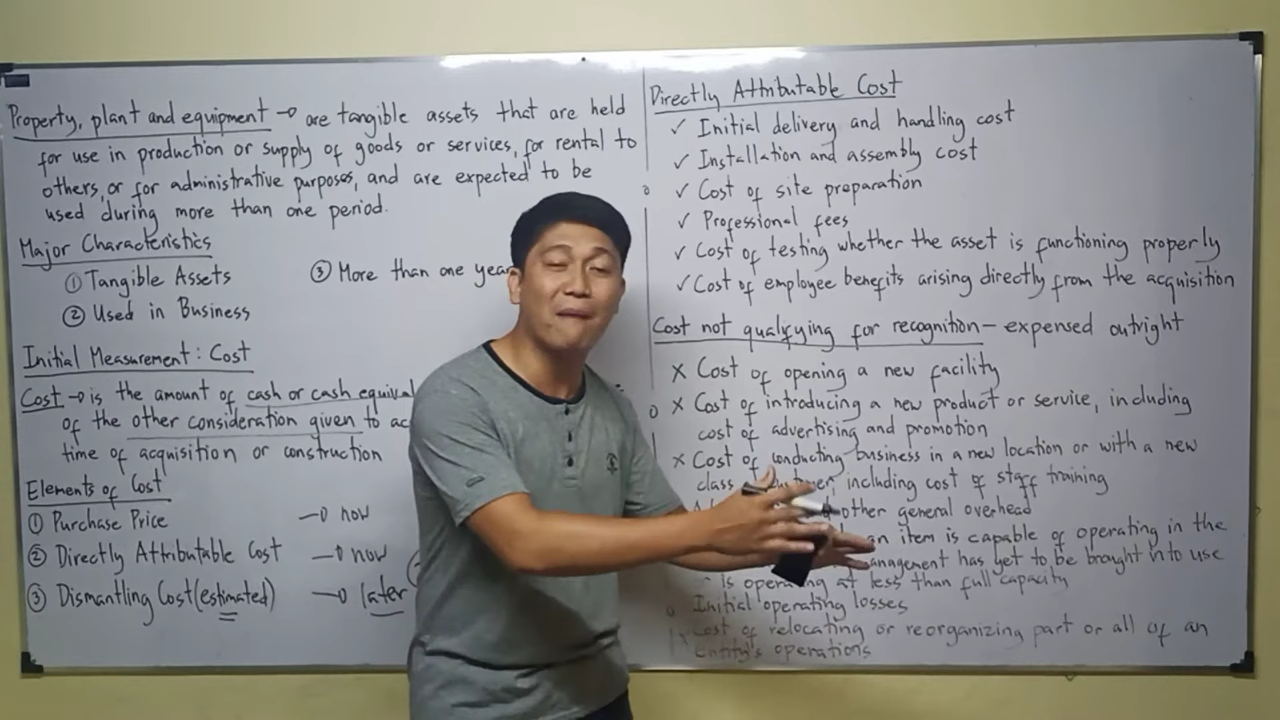 Property, plant and equipment → are tangible assets that are held
for use in production or supply of goods or services, for rental to
others, or for administrative purposes, and are expected to be
used during more than one period.
Major Characteristics
① Tangible Assets
③ More than one year
② Used in Business
Initial Measurement: Cost
Cost → is the amount of cash or cash equival
of the other consideration given to ac
time of acquisition or construction
Elements of Cost
① Purchase Price → now
② Directly Attributable Cost → now
③ Dismantling Cost (estimated) → later
Directly Attributable Cost
✓ Initial delivery and handling cost
✓ Installation and assembly cost
✓ Cost of site preparation
✓ Professional fees
✓ Cost of testing whether the asset is functioning properly
✓ Cost of employee benefits arising directly from the acquisition
Cost not qualifying for recognition - expensed outright
x Cost of opening a new facility
x Cost of introducing a new product or service, including
cost of advertising and promotion
x Cost of conducting business in a new location or with a new
class including cost of staff training
other general overhead
an item is capable of operating in the
anagement has yet to be brought into use
is operating at less than full capacity
Initial operating losses
Cost of relocating or reorganizing part or all of an
entity's operations